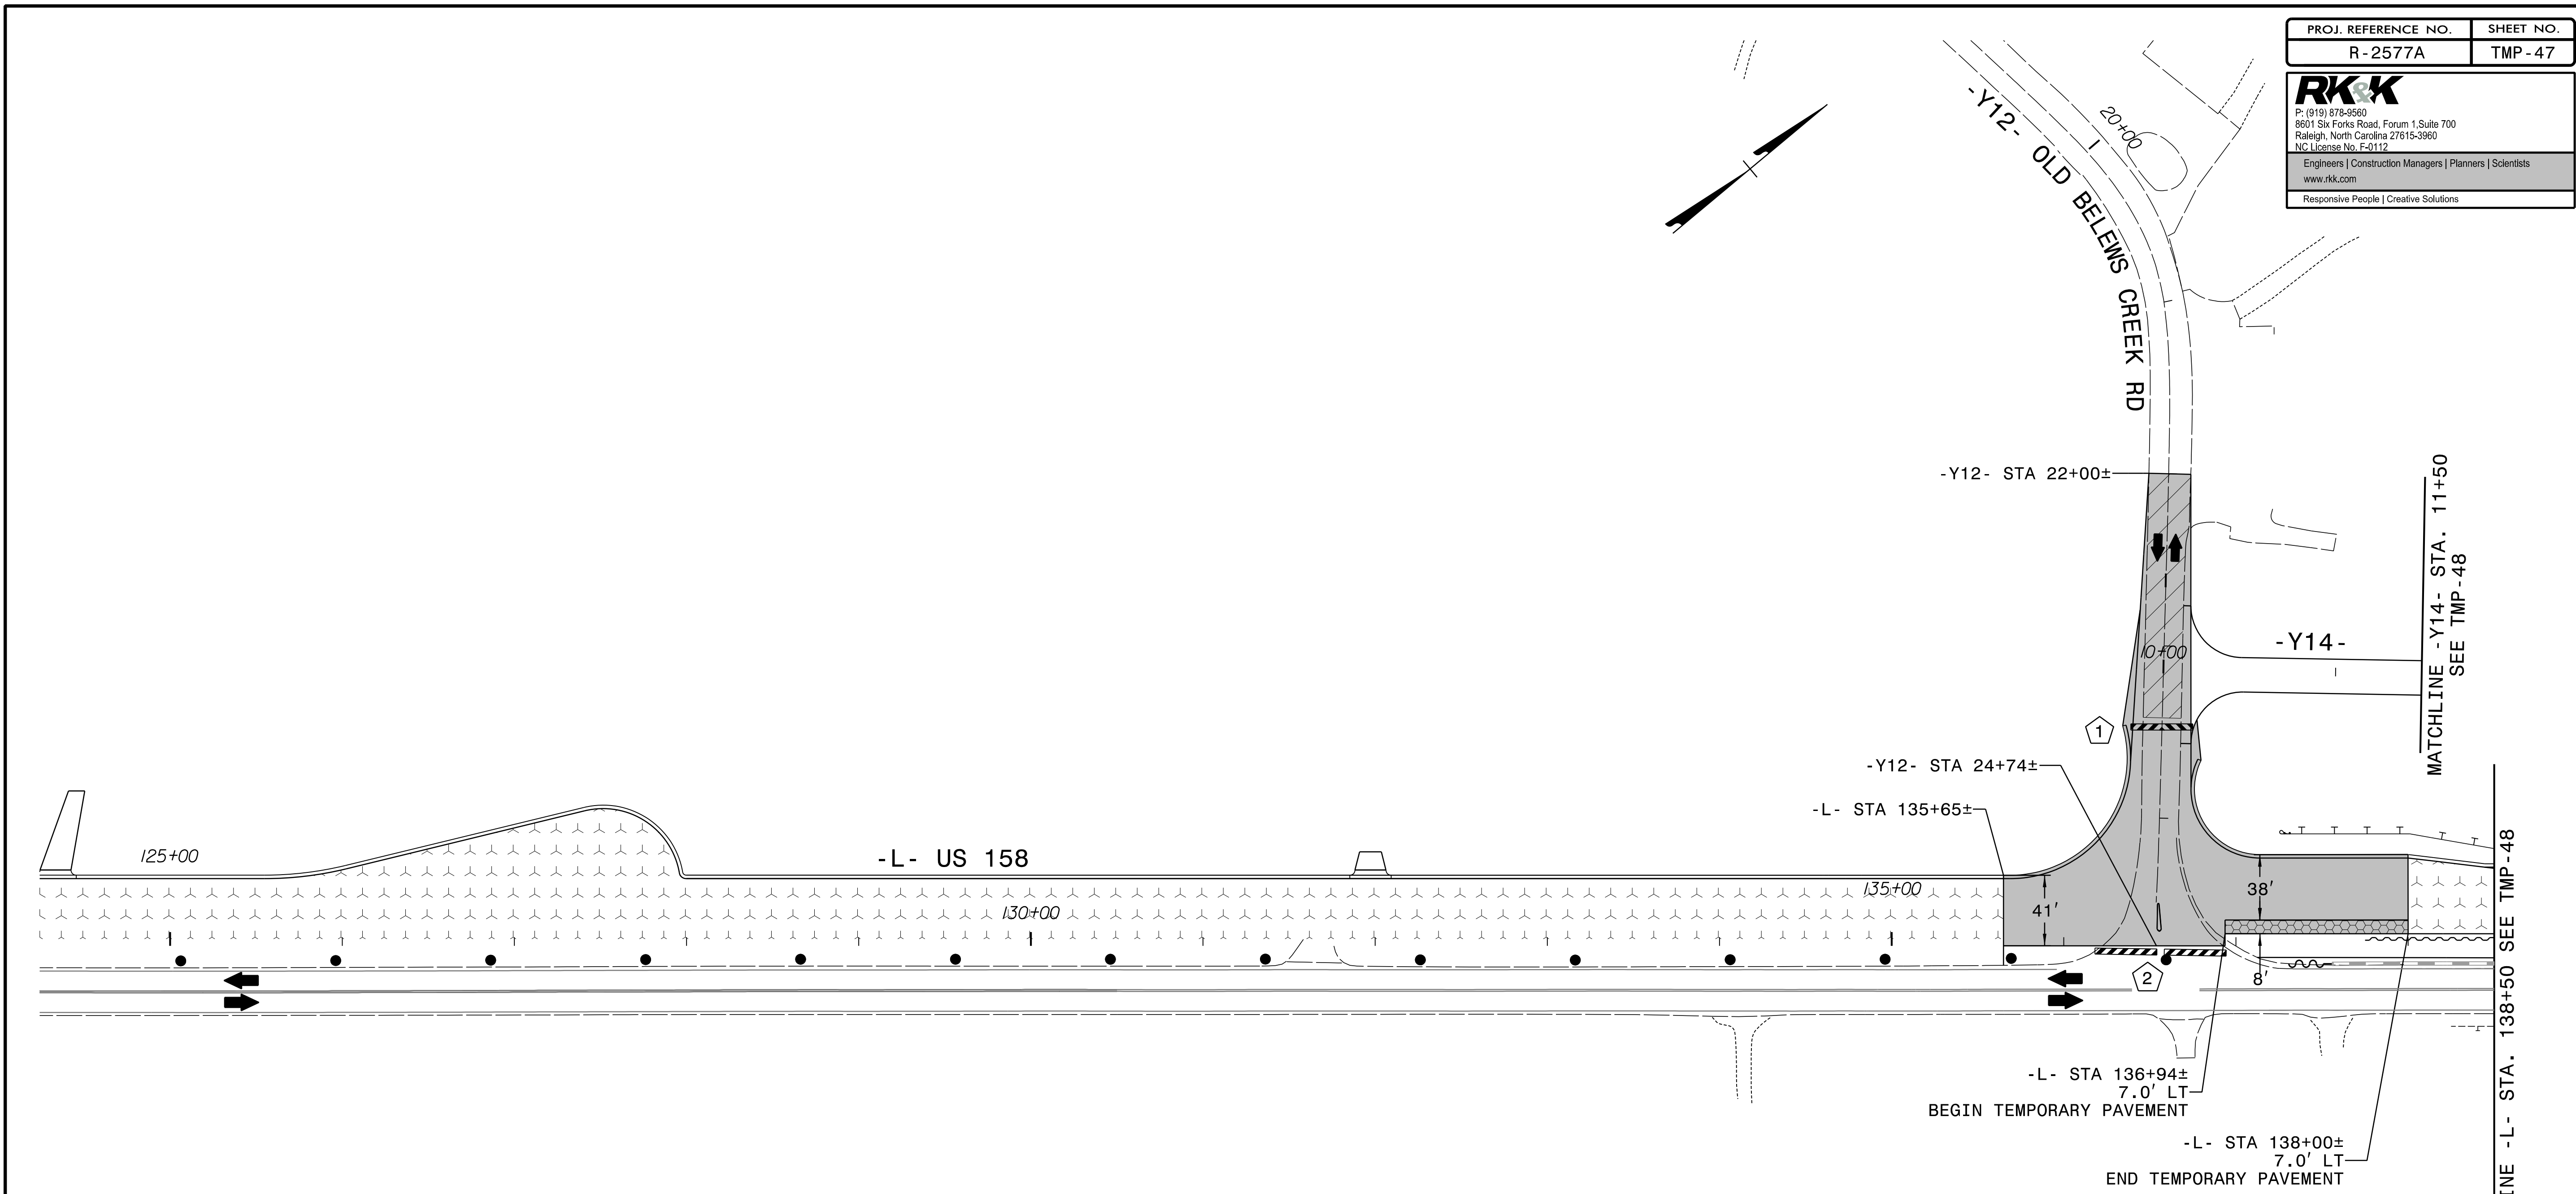 PROJ. REFERENCE NO. SHEET NO.
R-2577A TMP-47
RK&K
P: (919) 878-9560
8601 Six Forks Road, Forum 1,Suite 700
Raleigh, North Carolina 27615-3960
NC License No. F-0112
Engineers | Construction Managers | Planners | Scientists
www.rkk.com
Responsive People | Creative Solutions
-Y12- OLD BELEWS CREEK RD
20+00
-Y12- STA 22+00±
MATCHLINE -Y14- STA. 11+50
SEE TMP-48
-Y14-
10+00
1
-Y12- STA 24+74±
-L- STA 135+65±
125+00
-L- US 158
130+00
135+00
41'
38'
8'
2
-L- STA 136+94±
7.0' LT
BEGIN TEMPORARY PAVEMENT
-L- STA 138+00±
7.0' LT
END TEMPORARY PAVEMENT
-L- STA. 138+50 SEE TMP-48